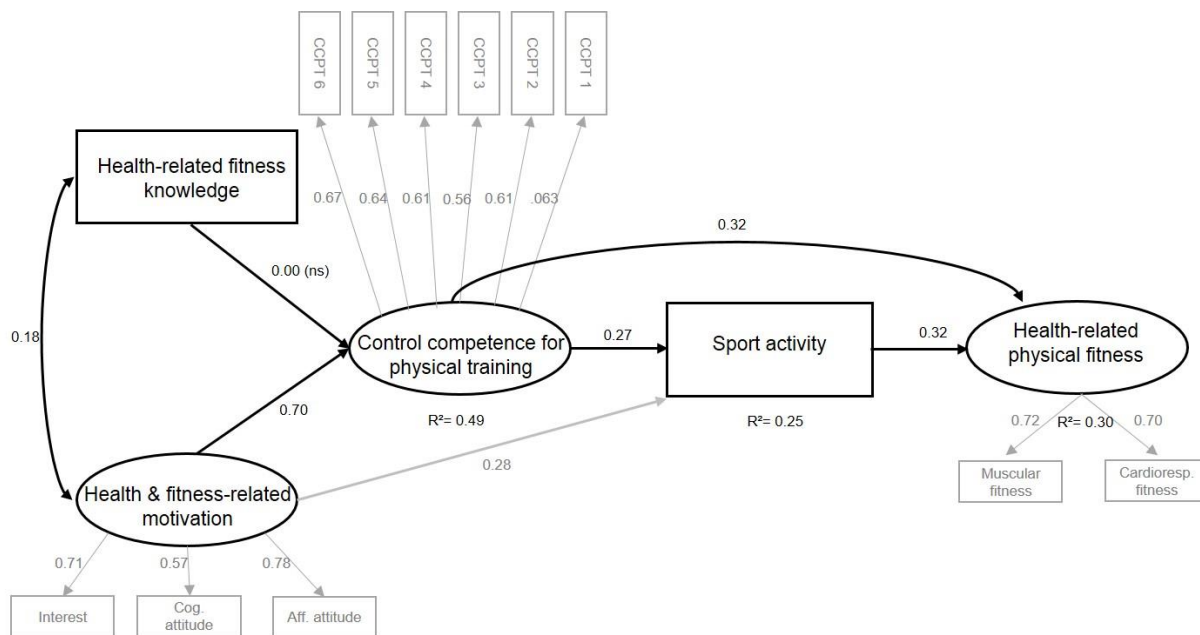 CCPT 6
CCPT 5
CCPT 4
CCPT 3
CCPT 2
CCPT 1
Health-related fitness
knowledge
0.67
0.64
0.61
0.56
0.61
.063
0.32
0.00 (ns)
0.18
Control competence for
physical training
0.27
Sport activity
0.32
Health-related
physical fitness
0.70
R²= 0.49
R²= 0.25
0.72
R²= 0.30
0.70
0.28
Muscular
fitness
Cardioresp.
fitness
Health & fitness-related
motivation
0.71
0.57
0.78
Interest
Cog.
attitude
Aff. attitude